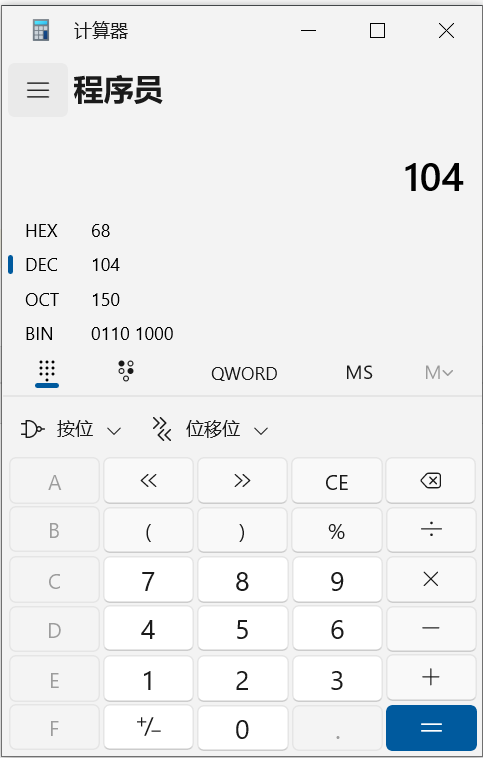 计算器
程序员
104
HEX 68
DEC 104
OCT 150
BIN 0110 1000
QWORD MS M
按位 位移位
A << >> CE
B ( ) % ÷
C 7 8 9 ×
D 4 5 6 −
E 1 2 3 +
F +/− 0 . =